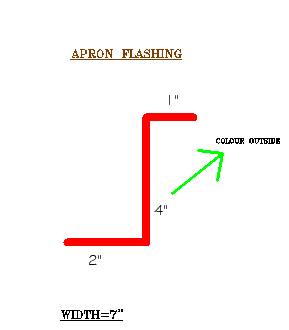 APRON FLASHING
1"
COLOUR OUTSIDE
4"
2"
WIDTH=7"